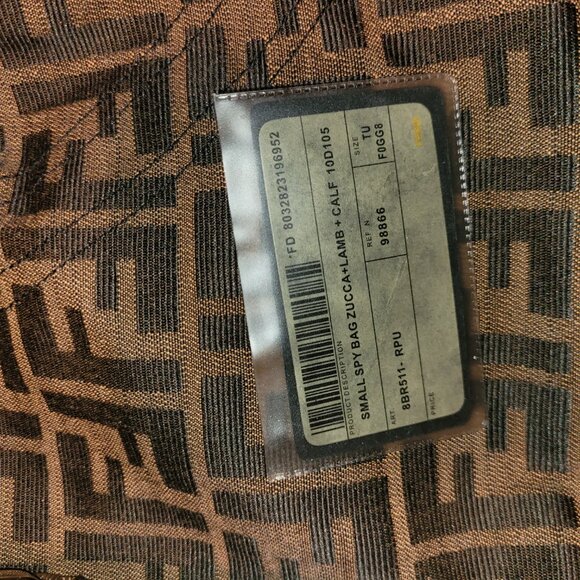 FD 8032823196952
PRODUCT DESCRIPTION
SMALL SPY BAG ZUCCA+LAMB + CALF 10D105
ART. REF N. SIZE
8BR511- RPU 98866 TU
F0GG8
PRICE